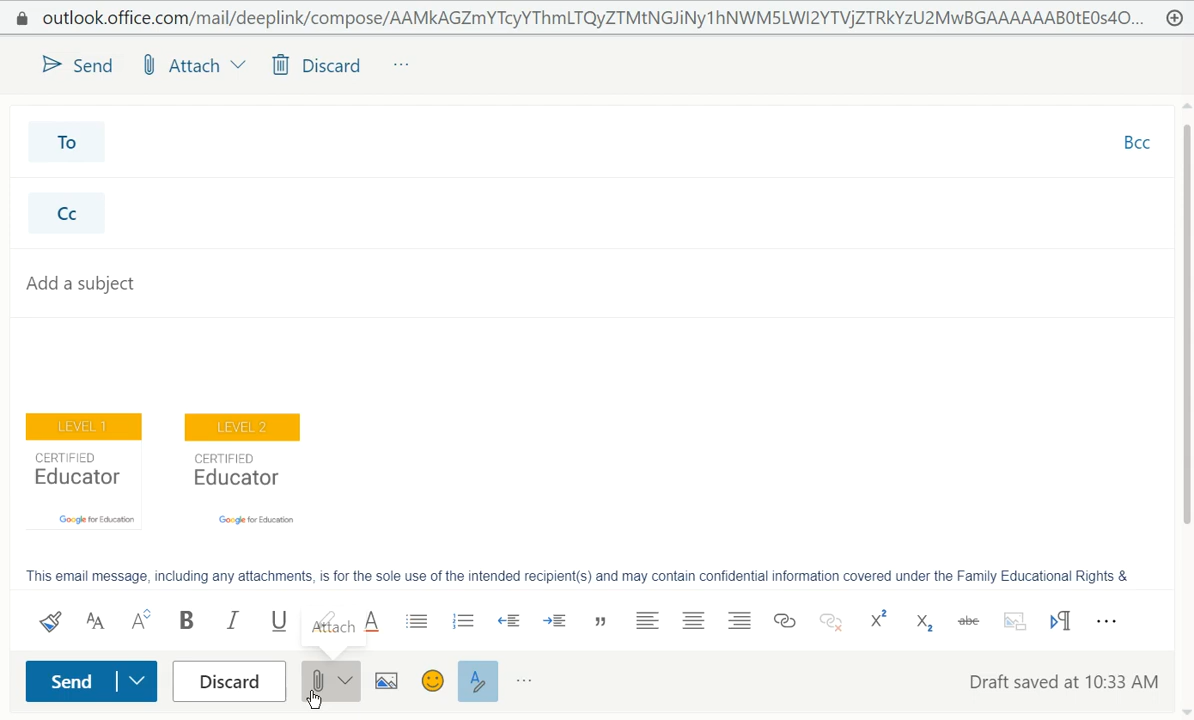 outlook.office.com/mail/deeplink/compose/AAMkAGZmYTcyYThmLTQyZTMtNGJiNy1hNWM5LWI2YTVjZTRkYzU2MwBGAAAAAAB0tE0s4O...
Send Attach Discard ...
To Bcc
Cc
Add a subject
LEVEL 1 LEVEL 2
CERTIFIED CERTIFIED
Educator Educator
Google for Education Google for Education
This email message, including any attachments, is for the sole use of the intended recipient(s) and may contain confidential information covered under the Family Educational Rights &
B I U Attach A abc
Send Discard Draft saved at 10:33 AM